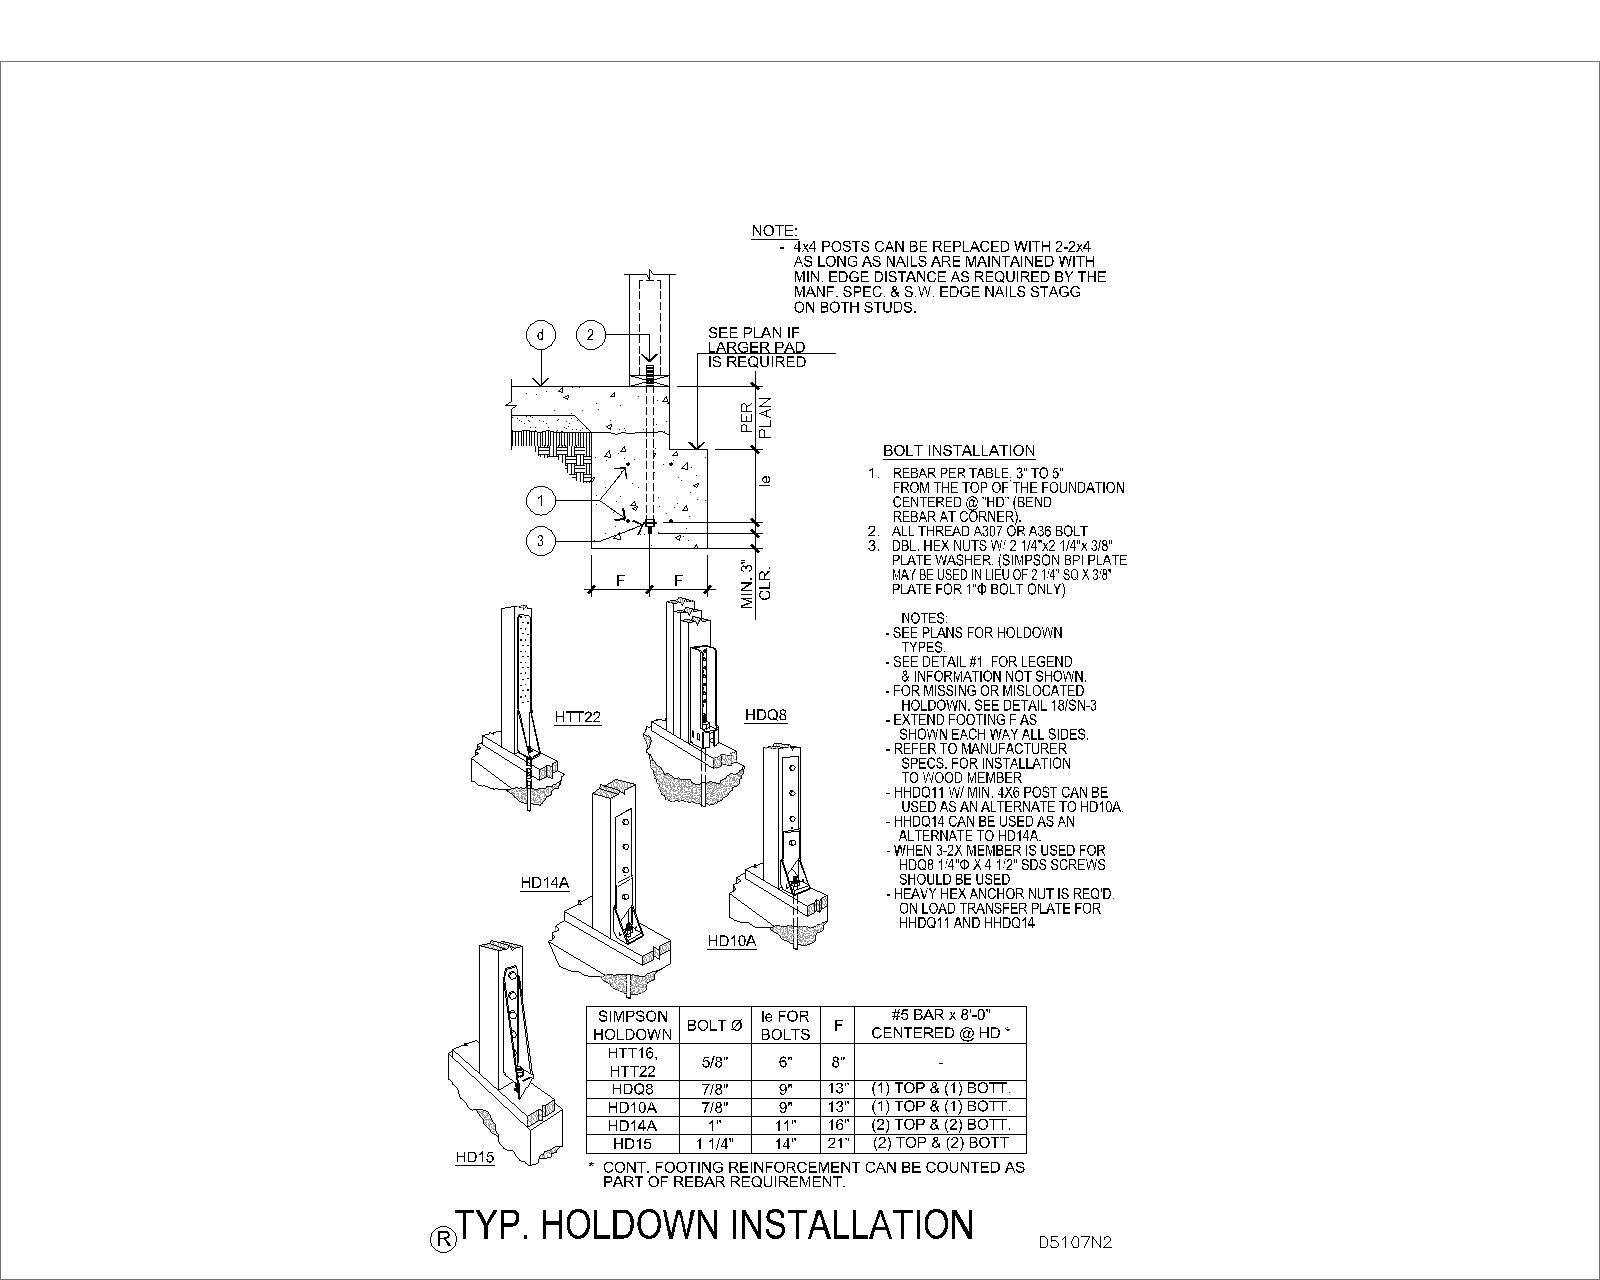 NOTE:
- 4x4 POSTS CAN BE REPLACED WITH 2-2x4
AS LONG AS NAILS ARE MAINTAINED WITH
MIN. EDGE DISTANCE AS REQUIRED BY THE
MANF. SPEC. & S.W. EDGE NAILS STAGG
ON BOTH STUDS.
d
2
SEE PLAN IF
LARGER PAD
IS REQUIRED
PER
PLAN
le
1
3
F F
MIN. 3"
CLR.
BOLT INSTALLATION
1. REBAR PER TABLE, 3" TO 5"
FROM THE TOP OF THE FOUNDATION
CENTERED @ "HD" (BEND
REBAR AT CORNER).
2. ALL THREAD A307 OR A36 BOLT
3. DBL. HEX NUTS W/ 2 1/4"x2 1/4"x 3/8"
PLATE WASHER. (SIMPSON BPI PLATE
MAY BE USED IN LIEU OF 2 1/4" SQ X 3/8"
PLATE FOR 1"Φ BOLT ONLY)
NOTES:
- SEE PLANS FOR HOLDOWN
TYPES.
- SEE DETAIL #1 FOR LEGEND
& INFORMATION NOT SHOWN.
- FOR MISSING OR MISLOCATED
HOLDOWN, SEE DETAIL 18/SN-3
- EXTEND FOOTING F AS
SHOWN EACH WAY ALL SIDES.
- REFER TO MANUFACTURER
SPECS. FOR INSTALLATION
TO WOOD MEMBER
- HHDQ11 W/ MIN. 4X6 POST CAN BE
USED AS AN ALTERNATE TO HD10A.
- HHDQ14 CAN BE USED AS AN
ALTERNATE TO HD14A.
- WHEN 3-2X MEMBER IS USED FOR
HDQ8 1/4"Φ X 4 1/2" SDS SCREWS
SHOULD BE USED
- HEAVY HEX ANCHOR NUT IS REQ'D.
ON LOAD TRANSFER PLATE FOR
HHDQ11 AND HHDQ14
HTT22
HDQ8
HD14A
HD10A
HD15
SIMPSON HOLDOWN BOLT Ø le FOR BOLTS F #5 BAR x 8'-0" CENTERED @ HD *
HTT16, HTT22 5/8" 6" 8" -
HDQ8 7/8" 9" 13" (1) TOP & (1) BOTT.
HD10A 7/8" 9" 13" (1) TOP & (1) BOTT.
HD14A 1" 11" 16" (2) TOP & (2) BOTT.
HD15 1 1/4" 14" 21" (2) TOP & (2) BOTT
* CONT. FOOTING REINFORCEMENT CAN BE COUNTED AS
PART OF REBAR REQUIREMENT.
R TYP. HOLDOWN INSTALLATION
D5107N2